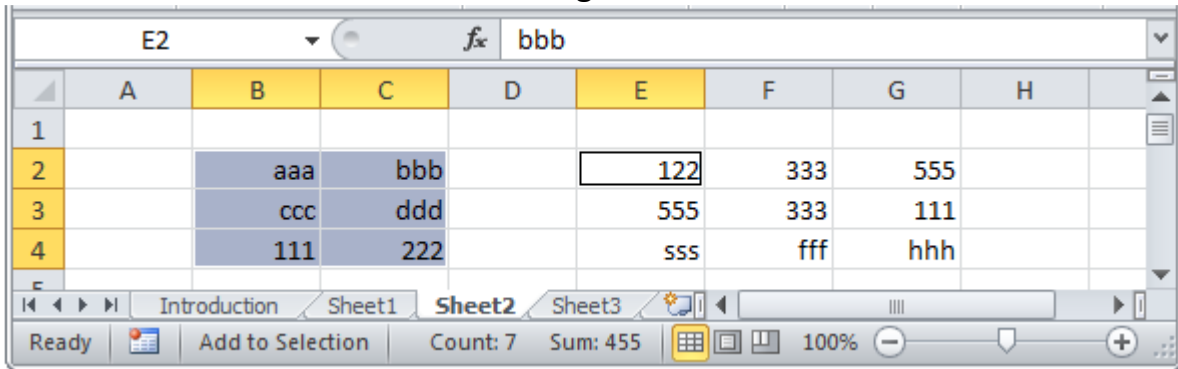 E2 fx bbb
A B C D E F G H
1
2 aaa bbb 122 333 555
3 ccc ddd 555 333 111
4 111 222 sss fff hhh
Introduction Sheet1 Sheet2 Sheet3
Ready Add to Selection Count: 7 Sum: 455 100%